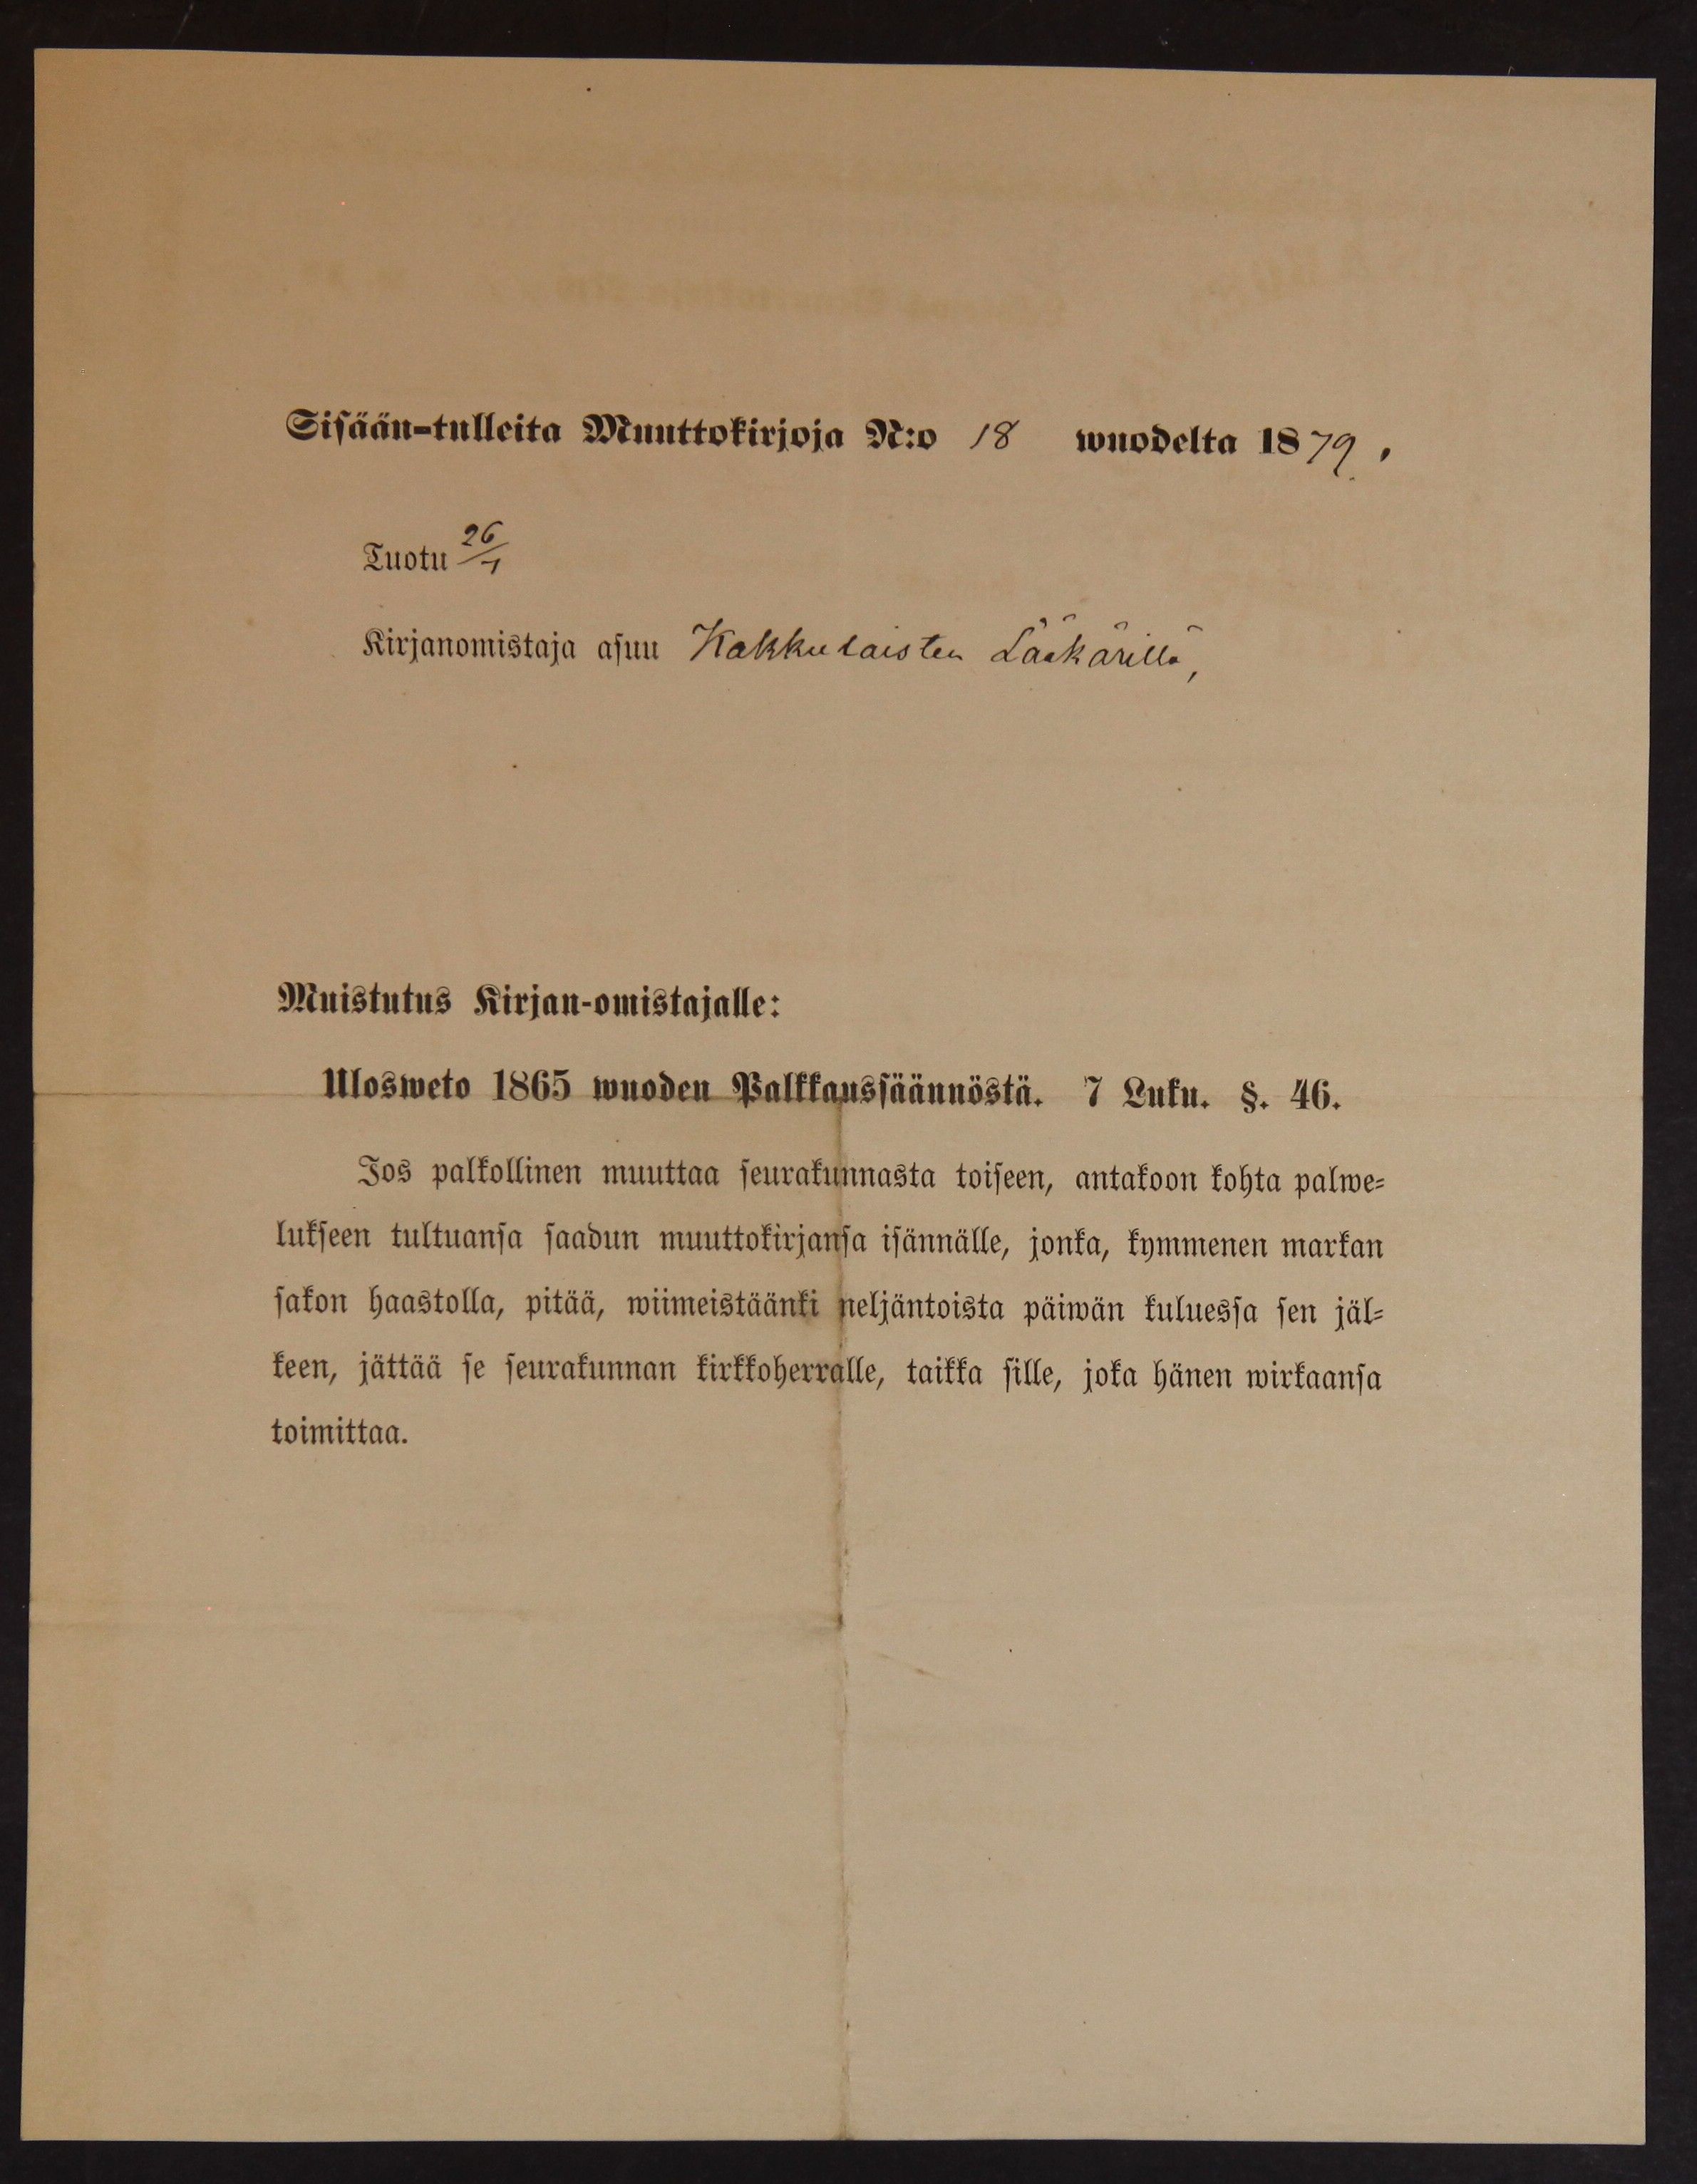 Sisään-tulleita Muuttokirjoja N:o 18 wuodelta 1879.
Tuotu 26/1
Kirjanomistaja asuu Kakkulaisten Lääkärillä,
Muistutus Kirjan-omistajalle:
Ulosweto 1865 wuoden Palkkaussäännöstä. 7 Luku. §. 46.
Jos palkollinen muuttaa seurakunnasta toiseen, antakoon kohta palwe-
lukseen tultuansa saadun muuttokirjansa isännälle, jonka, kymmenen markan
sakon haastolla, pitää, wiimeistäänki neljäntoista päiwän kuluessa sen jäl-
keen, jättää se seurakunnan kirkkoherralle, taikka sille, joka hänen wirkaansa
toimittaa.